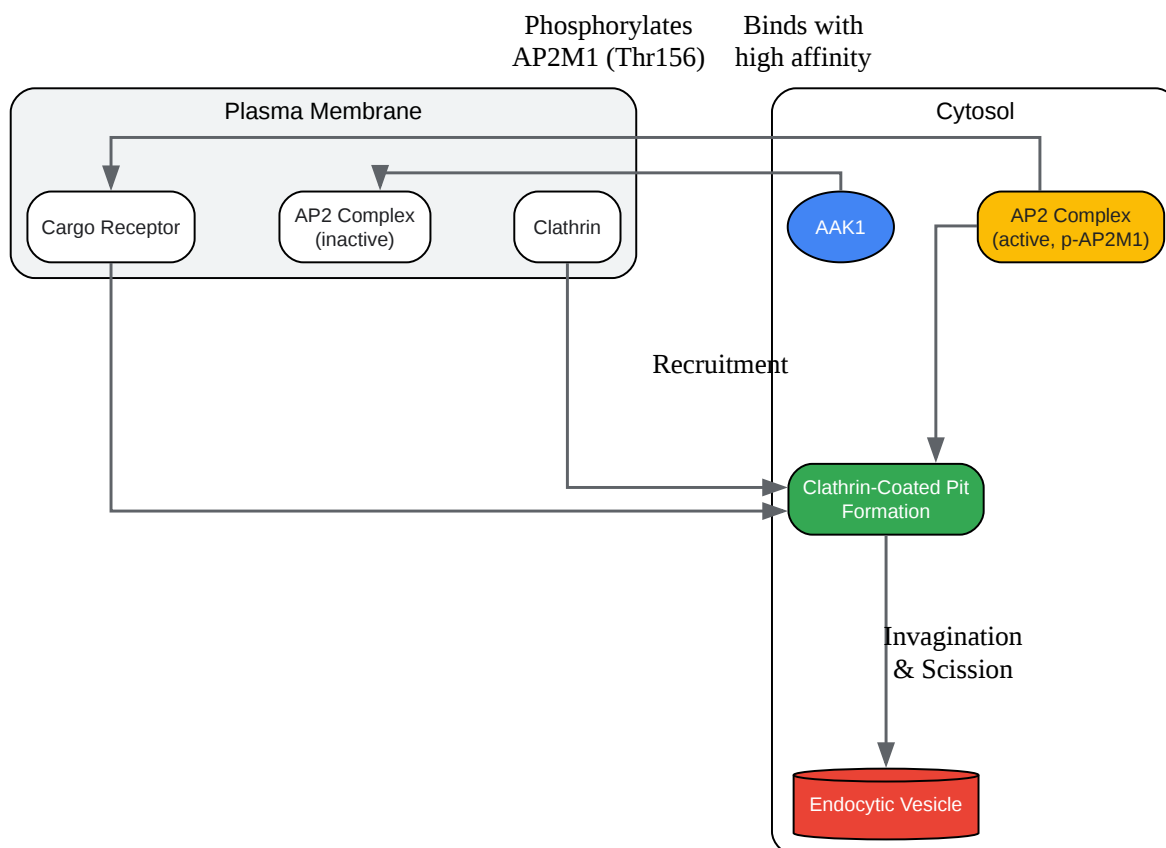 Phosphorylates
AP2M1 (Thr156)
Binds with
high affinity
Plasma Membrane
Cytosol
Cargo Receptor
AP2 Complex
(inactive)
Clathrin
AAK1
AP2 Complex
(active, p-AP2M1)
Recruitment
Clathrin-Coated Pit
Formation
Invagination
& Scission
Endocytic Vesicle